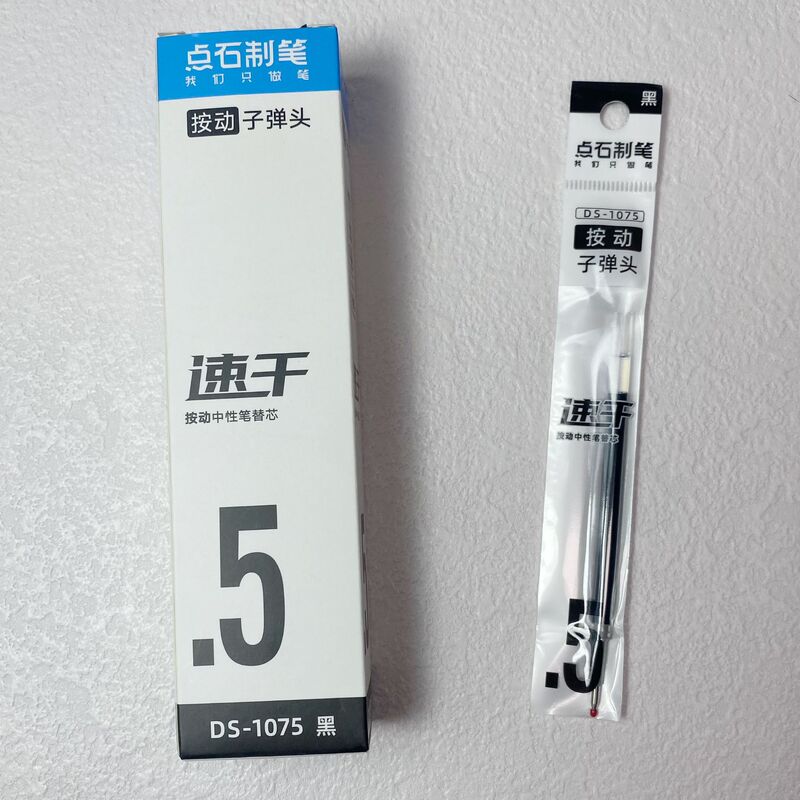 点石制笔
我们只做笔
按动 子弹头
速干
按动中性笔替芯
.5
DS-1075 黑
黑
点石制笔
我们只做笔
DS-1075
按动
子弹头
速干
按动中性笔替芯
.5